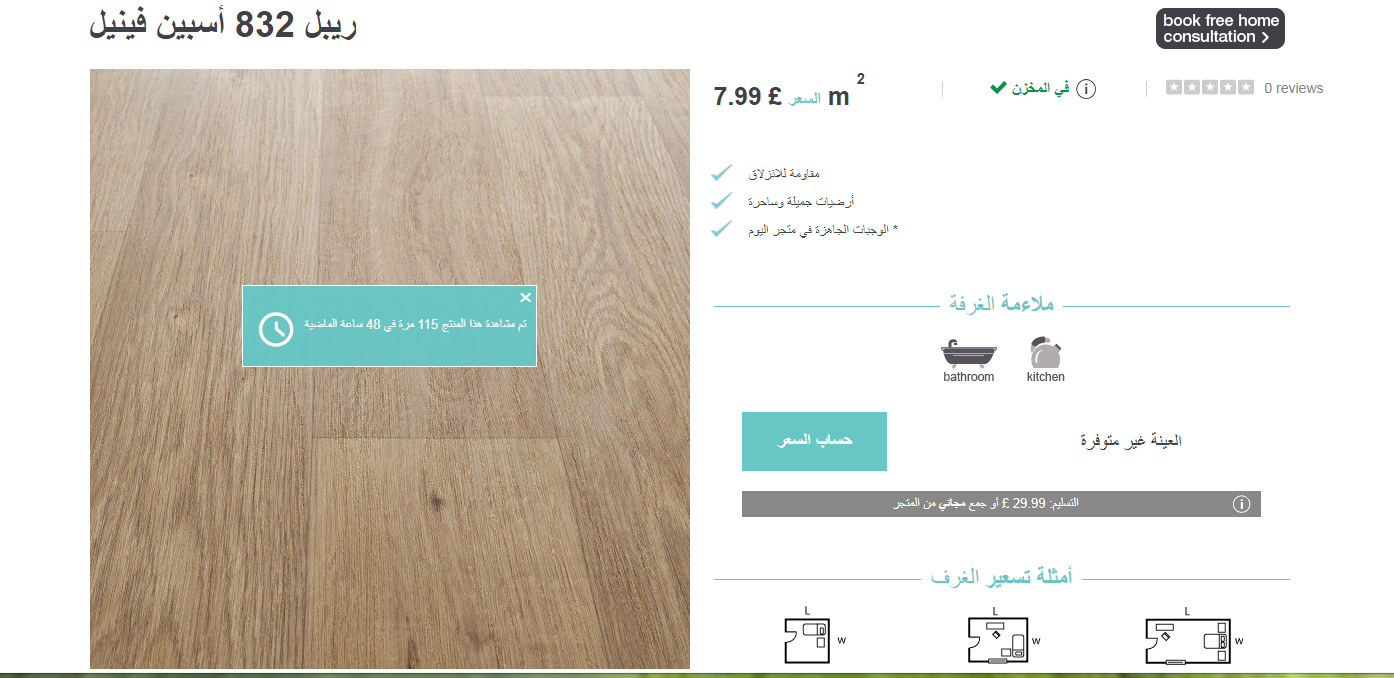 ريبل 832 أسبين فينيل
book free home
consultation >
7.99 £ السعر m2
في المخزن
0 reviews
مقاومة للانزلاق
أرضيات جميلة وساحرة
* الوجبات الجاهزة في متجر اليوم
تم مشاهدة هذا المنتج 115 مرة في 48 ساعة الماضية
ملاءمة الغرفة
bathroom
kitchen
حساب السعر
العينة غير متوفرة
التسليم: 29.99 £ أو جمع مجاني من المتجر
أمثلة تسعير الغرف
L
W
L
W
L
W